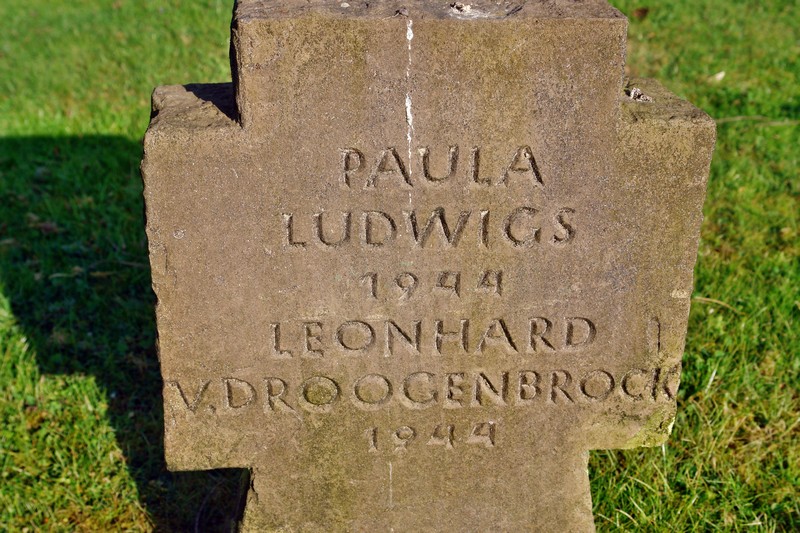 PAULA
LUDWIGS
1944
LEONHARD
V.DROOGENBROCK
1944